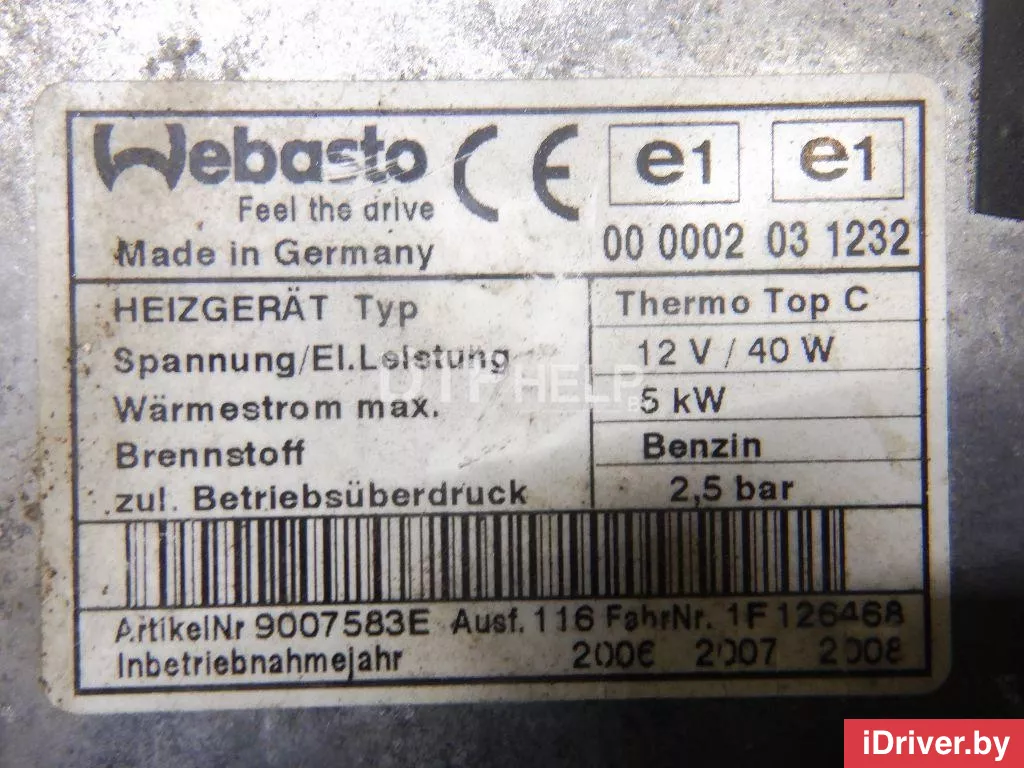 Webasto CE e1 e1
Feel the drive
Made in Germany 00 0002 03 1232
HEIZGERÄT Typ Thermo Top C
Spannung/El.Leistung 12 V / 40 W
DTPHELP
Wärmestrom max. 5 kW
Brennstoff Benzin
zul. Betriebsüberdruck 2,5 bar
ArtikelNr 9007583E Ausf. 116 FahrNr. 1F 126468
Inbetriebnahmejahr 2006 2007 2008
iDriver.by